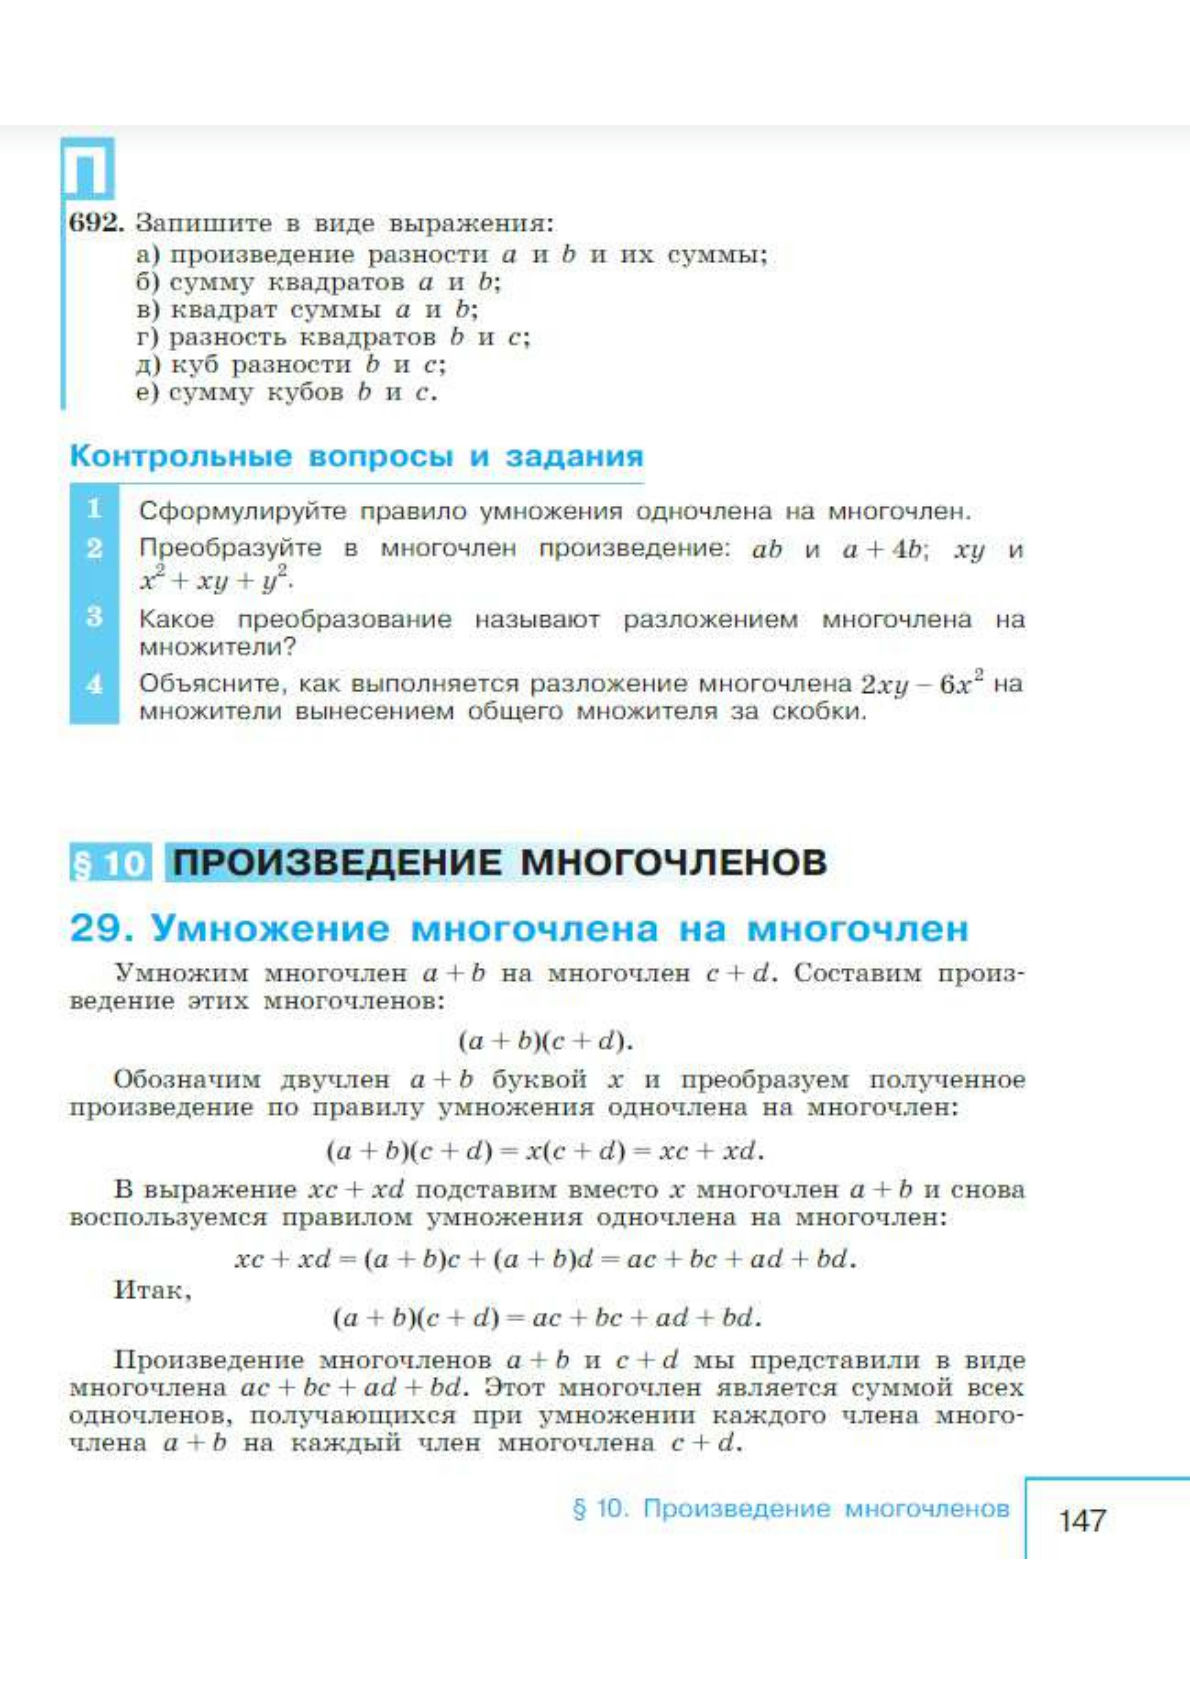 П
692. Запишите в виде выражения:
а) произведение разности a и b и их суммы;
б) сумму квадратов a и b;
в) квадрат суммы a и b;
г) разность квадратов b и c;
д) куб разности b и c;
е) сумму кубов b и c.
Контрольные вопросы и задания
1 Сформулируйте правило умножения одночлена на многочлен.
2 Преобразуйте в многочлен произведение: ab и a + 4b; xy и
x² + xy + y².
3 Какое преобразование называют разложением многочлена на
множители?
4 Объясните, как выполняется разложение многочлена 2xy – 6x² на
множители вынесением общего множителя за скобки.
§ 10 ПРОИЗВЕДЕНИЕ МНОГОЧЛЕНОВ
29. Умножение многочлена на многочлен
Умножим многочлен a + b на многочлен c + d. Составим произ-
ведение этих многочленов:
(a + b)(c + d).
Обозначим двучлен a + b буквой x и преобразуем полученное
произведение по правилу умножения одночлена на многочлен:
(a + b)(c + d) = x(c + d) = xc + xd.
В выражение xc + xd подставим вместо x многочлен a + b и снова
воспользуемся правилом умножения одночлена на многочлен:
xc + xd = (a + b)c + (a + b)d = ac + bc + ad + bd.
Итак,
(a + b)(c + d) = ac + bc + ad + bd.
Произведение многочленов a + b и c + d мы представили в виде
многочлена ac + bc + ad + bd. Этот многочлен является суммой всех
одночленов, получающихся при умножении каждого члена много-
члена a + b на каждый член многочлена c + d.
§ 10. Произведение многочленов
147